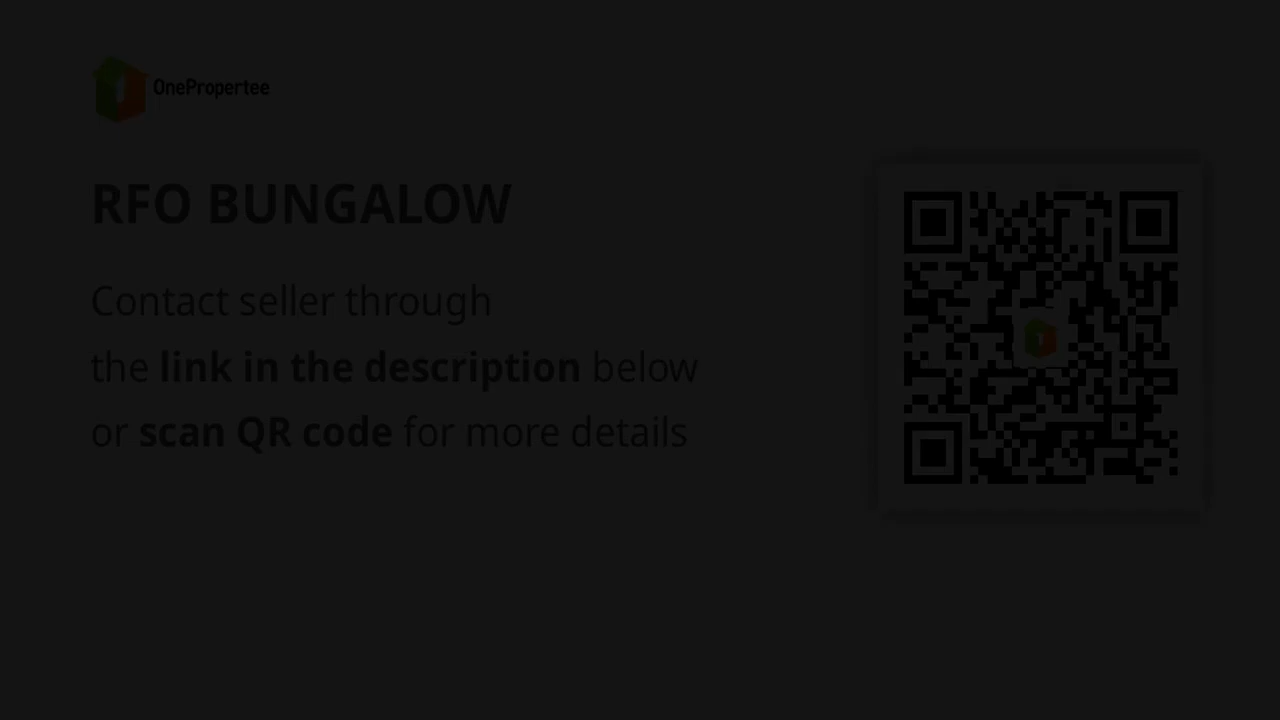 OnePropertee
RFO BUNGALOW
Contact seller through
the link in the description below
or scan QR code for more details